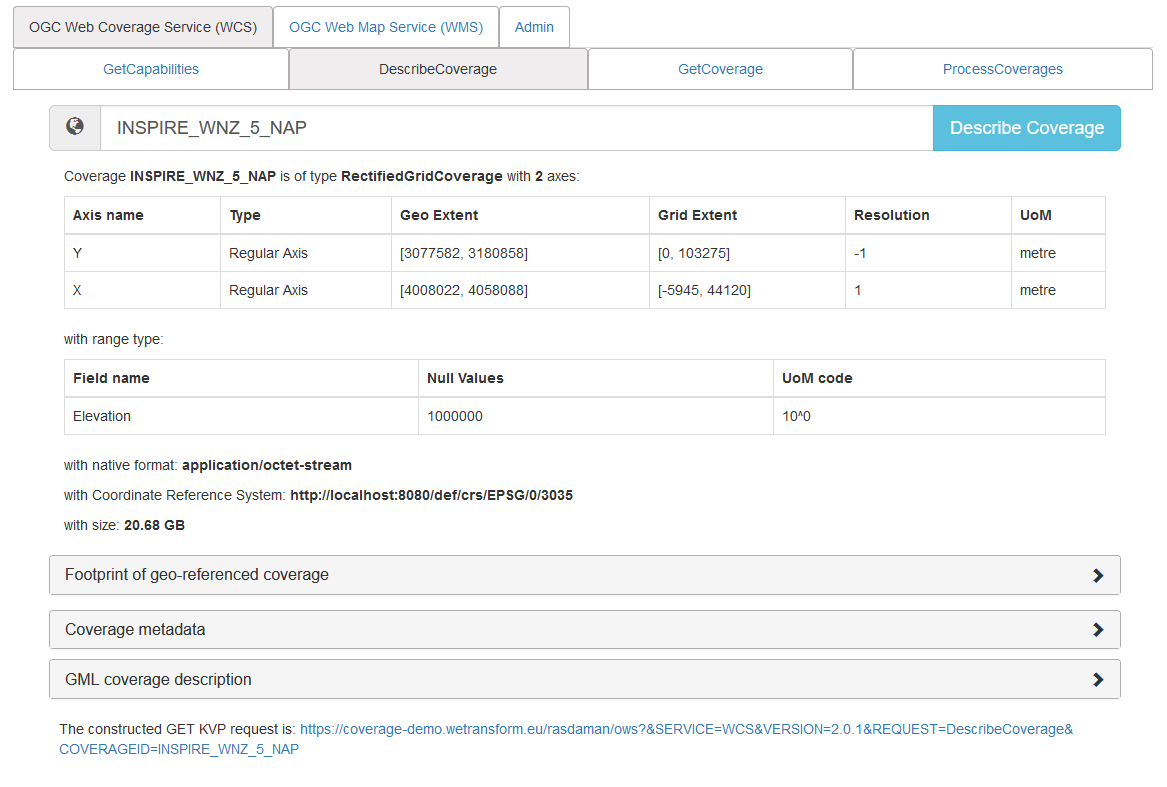 OGC Web Coverage Service (WCS) OGC Web Map Service (WMS) Admin
GetCapabilities DescribeCoverage GetCoverage ProcessCoverages
INSPIRE_WNZ_5_NAP Describe Coverage
Coverage INSPIRE_WNZ_5_NAP is of type RectifiedGridCoverage with 2 axes:
Axis name Type Geo Extent Grid Extent Resolution UoM
Y Regular Axis [3077582, 3180858] [0, 103275] -1 metre
X Regular Axis [4008022, 4058088] [-5945, 44120] 1 metre
with range type:
Field name Null Values UoM code
Elevation 1000000 10^0
with native format: application/octet-stream
with Coordinate Reference System: http://localhost:8080/def/crs/EPSG/0/3035
with size: 20.68 GB
Footprint of geo-referenced coverage
Coverage metadata
GML coverage description
The constructed GET KVP request is: https://coverage-demo.wetransform.eu/rasdaman/ows?&SERVICE=WCS&VERSION=2.0.1&REQUEST=DescribeCoverage&
COVERAGEID=INSPIRE_WNZ_5_NAP